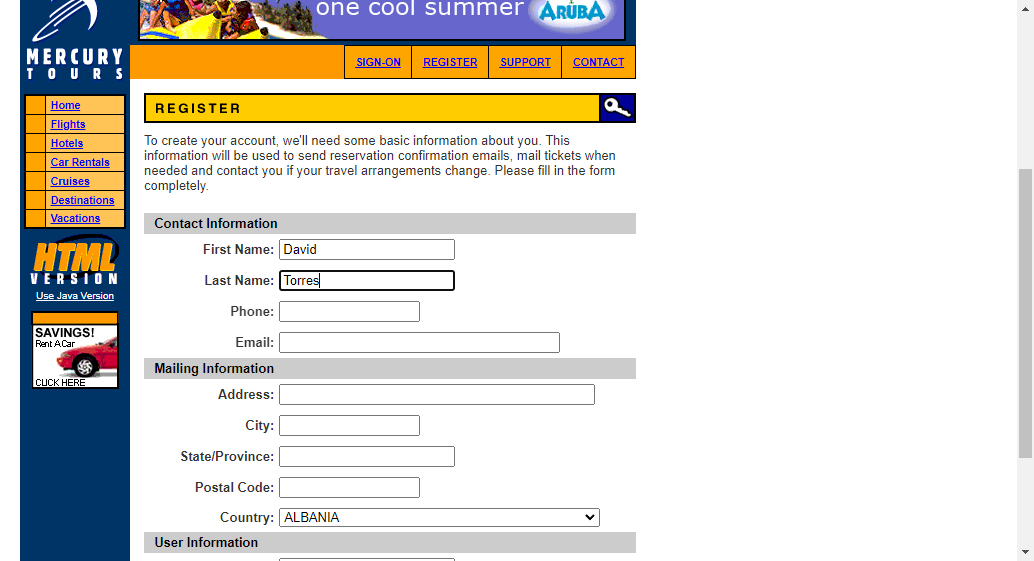 one cool summer ARUBA
MERCURY
TOURS
SIGN-ON REGISTER SUPPORT CONTACT
Home
Flights
Hotels
Car Rentals
Cruises
Destinations
Vacations
HTML
VERSION
Use Java Version
SAVINGS!
Rent A Car
CLICK HERE
REGISTER
To create your account, we'll need some basic information about you. This
information will be used to send reservation confirmation emails, mail tickets when
needed and contact you if your travel arrangements change. Please fill in the form
completely.
Contact Information
First Name: David
Last Name: Torres
Phone:
Email:
Mailing Information
Address:
City:
State/Province:
Postal Code:
Country: ALBANIA
User Information